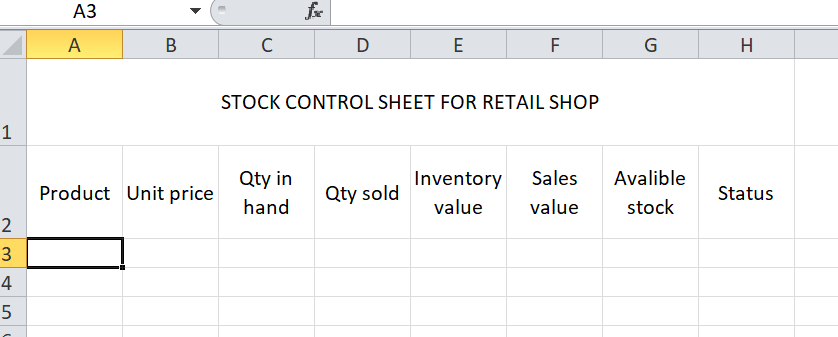 A3 fx
A B C D E F G H
1 STOCK CONTROL SHEET FOR RETAIL SHOP
2 Product Unit price Qty in hand Qty sold Inventory value Sales value Avalible stock Status
3
4
5